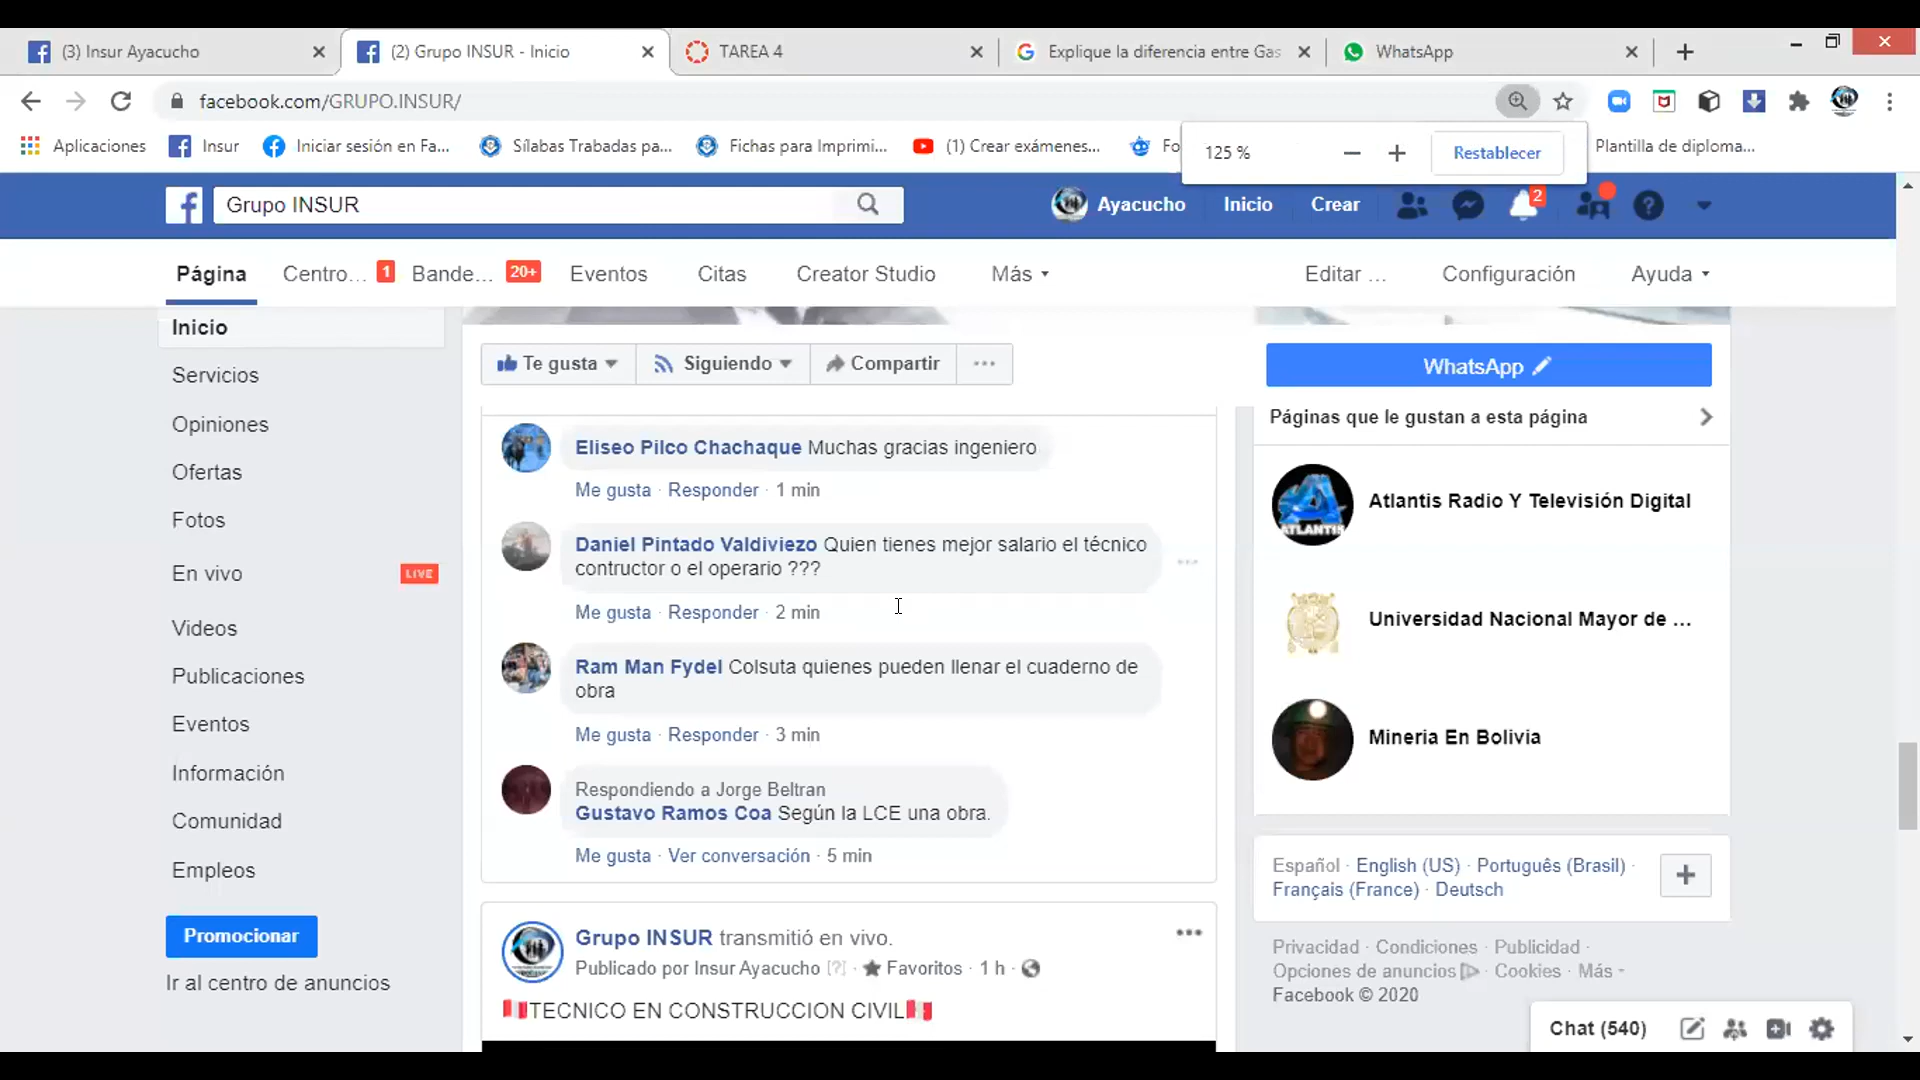 (3) Insur Ayacucho
(2) Grupo INSUR - Inicio
TAREA 4
Explique la diferencia entre Gas
WhatsApp
facebook.com/GRUPO.INSUR/
Aplicaciones
Insur
Iniciar sesión en Fa...
Sílabas Trabadas pa...
Fichas para Imprimi...
(1) Crear exámenes...
Fo
125 %
Restablecer
Plantilla de diploma...
Grupo INSUR
Ayacucho
Inicio
Crear
2
Página
Centro... 1
Bande... 20+
Eventos
Citas
Creator Studio
Más
Editar ...
Configuración
Ayuda
Inicio
Servicios
Opiniones
Ofertas
Fotos
En vivo LIVE
Videos
Publicaciones
Eventos
Información
Comunidad
Empleos
Promocionar
Ir al centro de anuncios
Te gusta
Siguiendo
Compartir
...
Eliseo Pilco Chachaque Muchas gracias ingeniero
Me gusta · Responder · 1 min
Daniel Pintado Valdiviezo Quien tienes mejor salario el técnico
contructor o el operario ???
Me gusta · Responder · 2 min
Ram Man Fydel Colsuta quienes pueden llenar el cuaderno de
obra
Me gusta · Responder · 3 min
Respondiendo a Jorge Beltran
Gustavo Ramos Coa Según la LCE una obra.
Me gusta · Ver conversación · 5 min
Grupo INSUR transmitió en vivo.
Publicado por Insur Ayacucho [?] · Favoritos · 1 h ·
TECNICO EN CONSTRUCCION CIVIL
WhatsApp
Páginas que le gustan a esta página
ATLANTIS
Atlantis Radio Y Televisión Digital
Universidad Nacional Mayor de ...
Mineria En Bolivia
Español · English (US) · Português (Brasil) ·
Français (France) · Deutsch
Privacidad · Condiciones · Publicidad ·
Opciones de anuncios · Cookies · Más
Facebook © 2020
Chat (540)